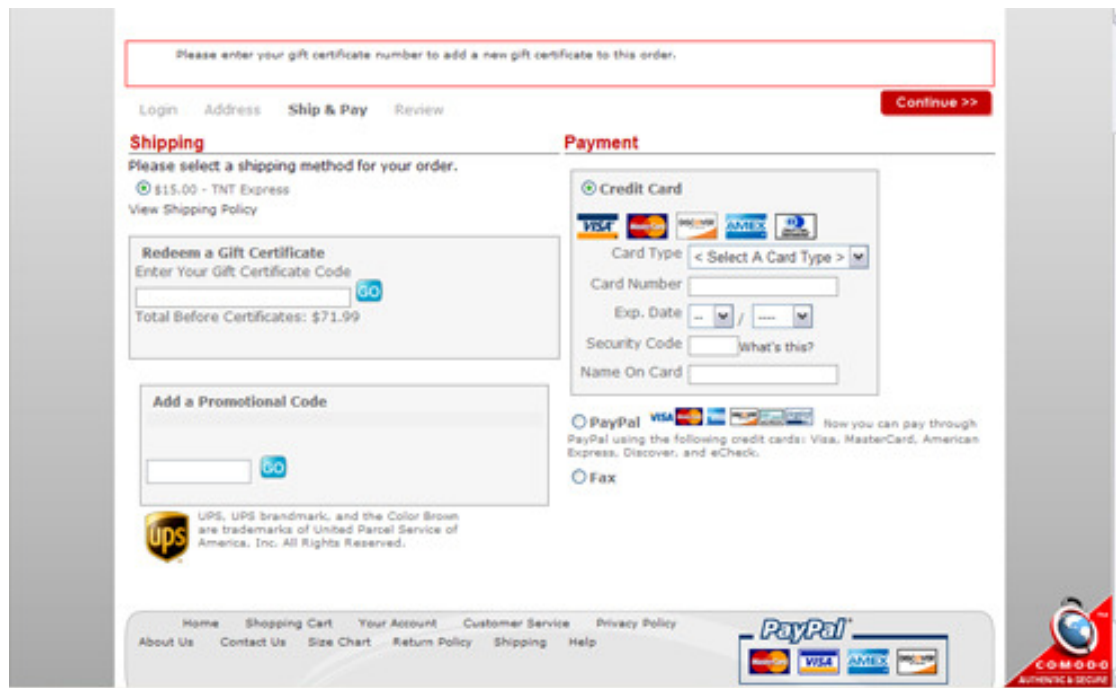 Please enter your gift certificate number to add a new gift certificate to this order.
Login Address Ship & Pay Review
Continue >>
Shipping
Please select a shipping method for your order.
$15.00 - TNT Express
View Shipping Policy
Redeem a Gift Certificate
Enter Your Gift Certificate Code
GO
Total Before Certificates: $71.99
Add a Promotional Code
GO
ups
UPS, UPS brandmark, and the Color Brown
are trademarks of United Parcel Service of
America, Inc. All Rights Reserved.
Payment
Credit Card
VISA MasterCard DISCOVER AMEX
Card Type < Select A Card Type >
Card Number
Exp. Date -- / ----
Security Code What's this?
Name On Card
PayPal VISA Now you can pay through
PayPal using the following credit cards: Visa, MasterCard, American
Express, Discover, and eCheck.
Fax
Home Shopping Cart Your Account Customer Service Privacy Policy
About Us Contact Us Size Chart Return Policy Shipping Help
PayPal
MasterCard VISA AMEX DISCOVER
COMODO
AUTHENTIC & SECURE